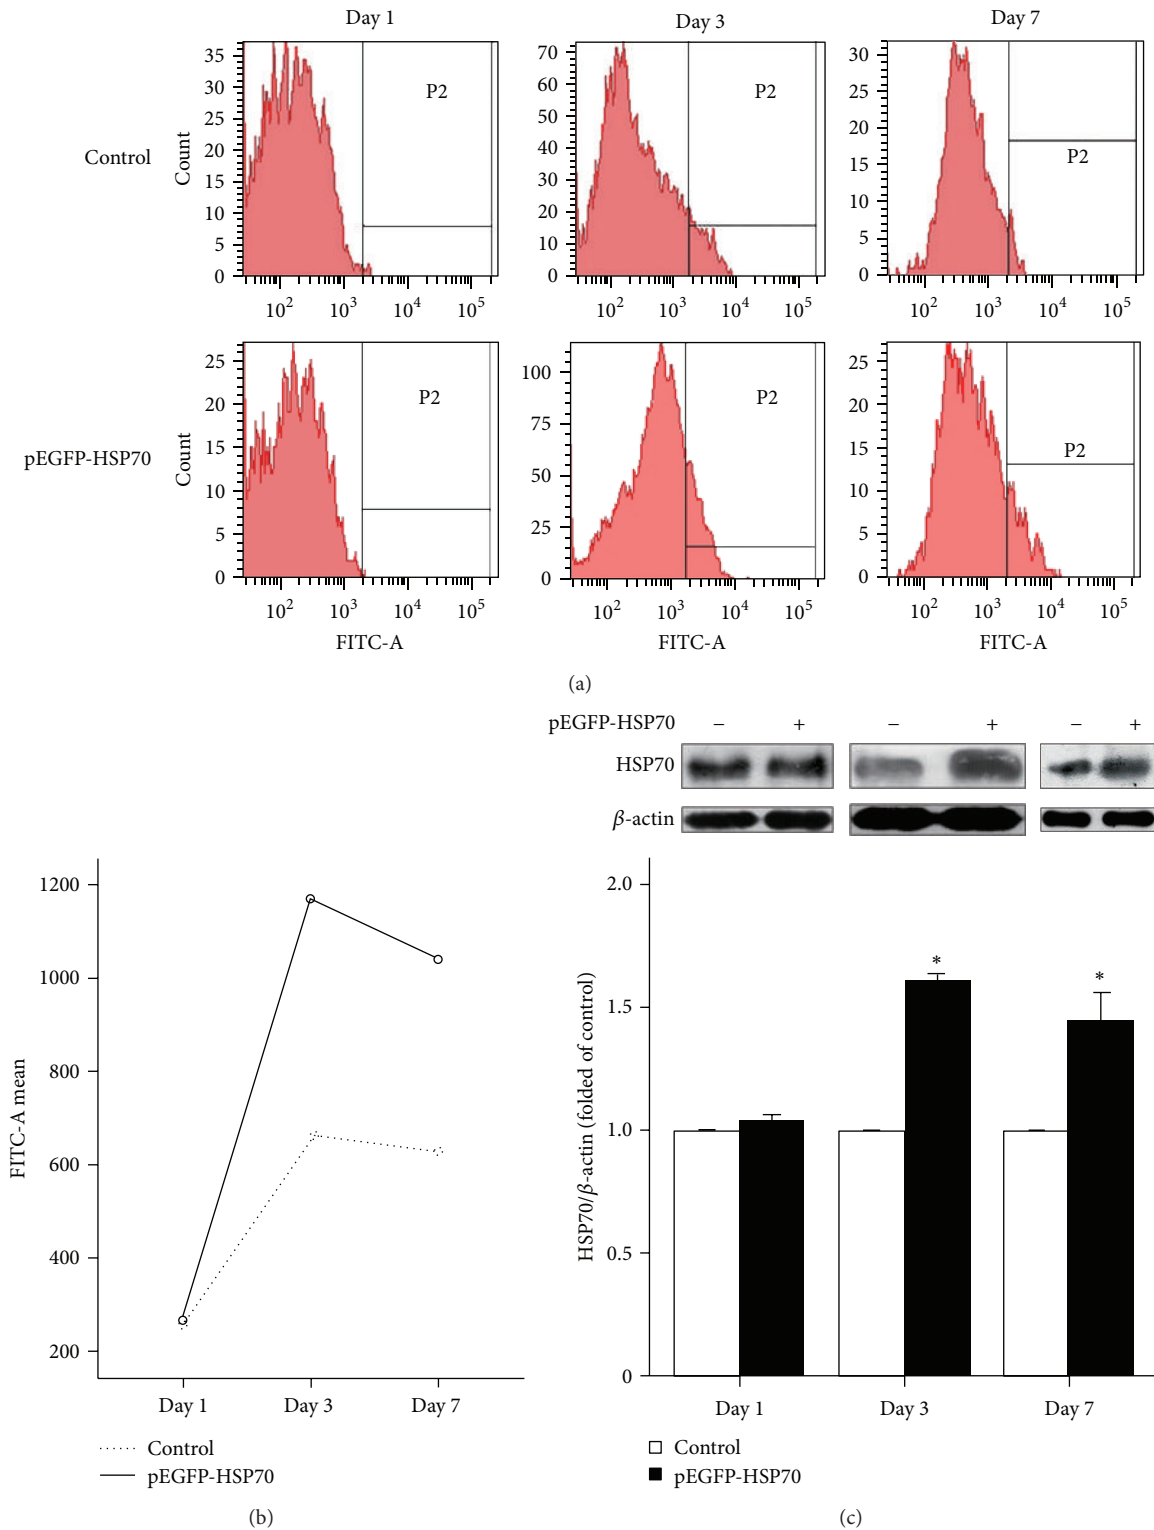 Day 1 Day 3 Day 7
Control
Count
35 30 25 20 15 10 5 0
P2
10² 10³ 10⁴ 10⁵
70 60 50 40 30 20 10 0
P2
10² 10³ 10⁴ 10⁵
30 25 20 15 10 5 0
P2
10² 10³ 10⁴ 10⁵
pEGFP-HSP70
Count
25 20 15 10 5 0
P2
10² 10³ 10⁴ 10⁵
FITC-A
100 75 50 25 0
P2
10² 10³ 10⁴ 10⁵
FITC-A
25 20 15 10 5 0
P2
10² 10³ 10⁴ 10⁵
FITC-A
(a)
FITC-A mean
1200
1000
800
600
400
200
Day 1 Day 3 Day 7
Control
pEGFP-HSP70
(b)
pEGFP-HSP70 − + − + − +
HSP70
β-actin
HSP70/β-actin (folded of control)
2.0
1.5
1.0
0.5
0
* *
Day 1 Day 3 Day 7
Control
pEGFP-HSP70
(c)